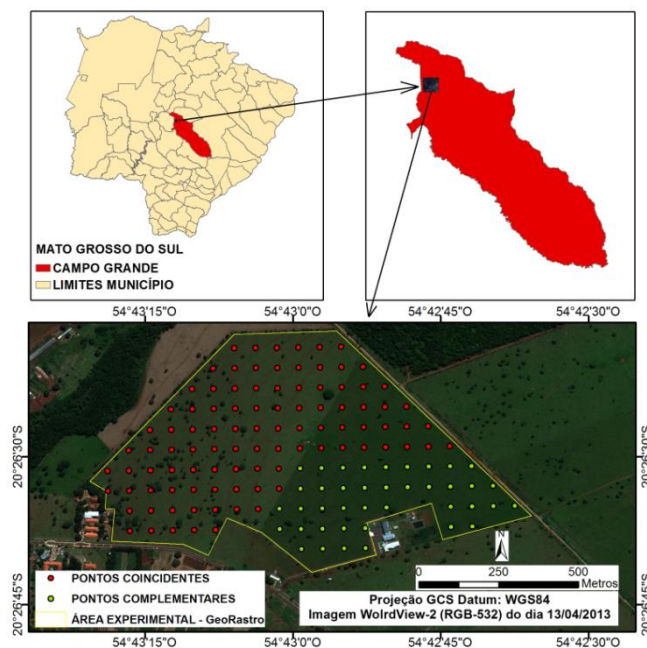 MATO GROSSO DO SUL
CAMPO GRANDE
LIMITES MUNICÍPIO
54°43'15"O
54°43'0"O
54°42'45"O
54°42'30"O
20°26'30"S
20°26'30"S
N
0
250
500
Metros
PONTOS COINCIDENTES
PONTOS COMPLEMENTARES
ÁREA EXPERIMENTAL - GeoRastro
Projeção GCS Datum: WGS84
Imagem WolrdView-2 (RGB-532) do dia 13/04/2013
20°26'45"S
20°26'45"S
54°43'15"O
54°43'0"O
54°42'45"O
54°42'30"O